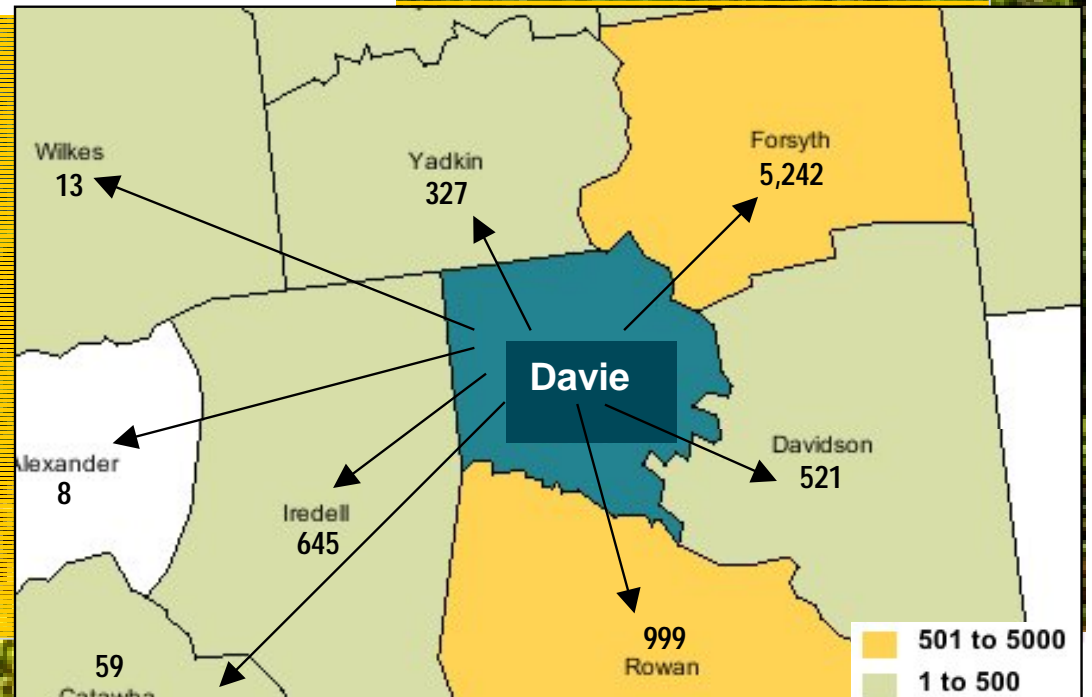 Wilkes
13
Yadkin
327
Forsyth
5,242
Davie
Alexander
8
Iredell
645
Davidson
521
59
Catawba
999
Rowan
501 to 5000
1 to 500